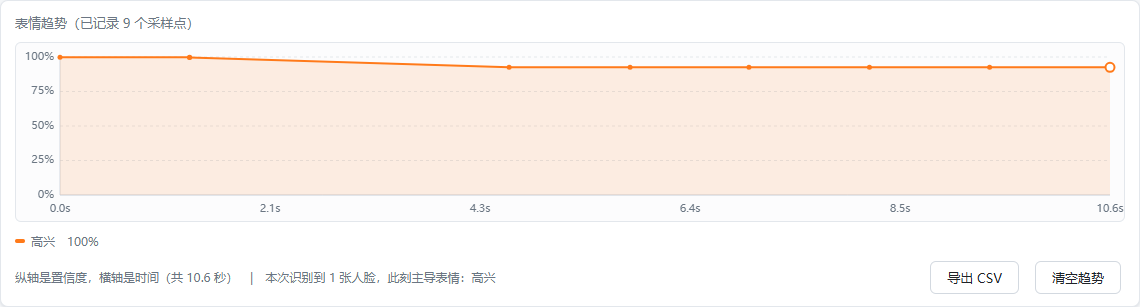 表情趋势（已记录 9 个采样点）
100%
75%
50%
25%
0%
0.0s 2.1s 4.3s 6.4s 8.5s 10.6s
高兴 100%
纵轴是置信度，横轴是时间（共 10.6 �） | 本次识别到 1 张人脸，此刻主导表情：高兴
导出 CSV 清空趋势